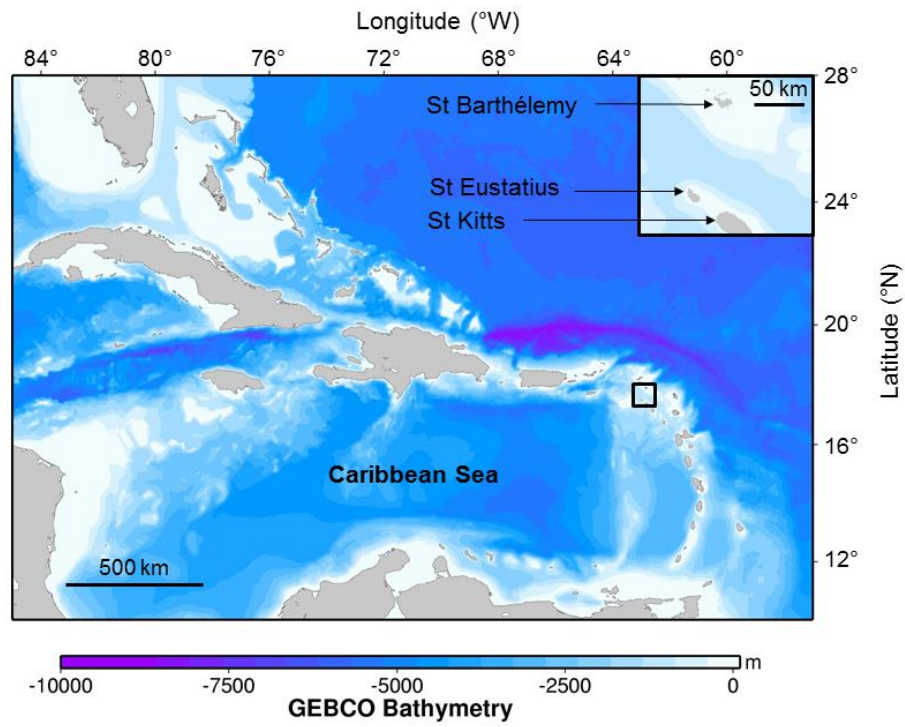 Longitude (°W)
84° 80° 76° 72° 68° 64° 60°
28°
50 km
St Barthélemy
St Eustatius
24°
St Kitts
Latitude (°N)
20°
16°
Caribbean Sea
500 km
12°
m
-10000 -7500 -5000 -2500 0
GEBCO Bathymetry